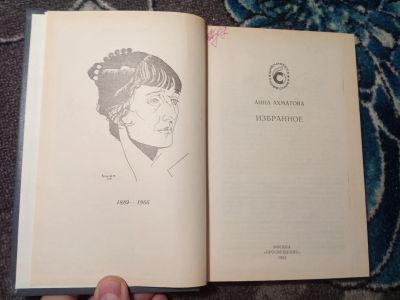 1889—1966
АННА АХМАТОВА
ИЗБРАННОЕ
МОСКВА
«ПРОСВЕЩЕНИЕ»